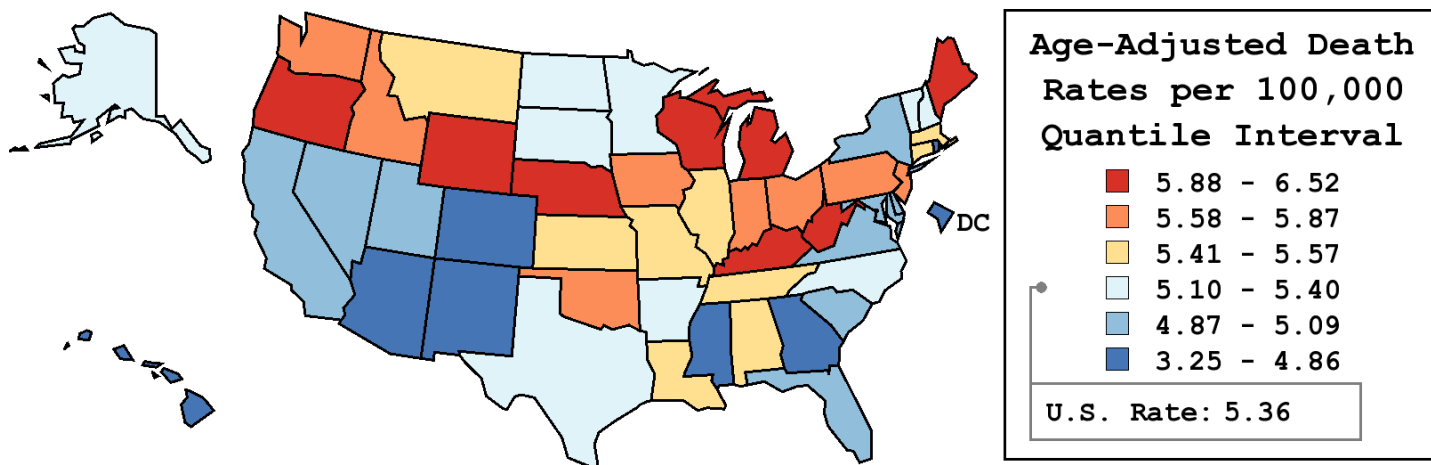 Age-Adjusted Death
Rates per 100,000
Quantile Interval
5.88 - 6.52
5.58 - 5.87
5.41 - 5.57
5.10 - 5.40
4.87 - 5.09
3.25 - 4.86
U.S. Rate: 5.36
DC